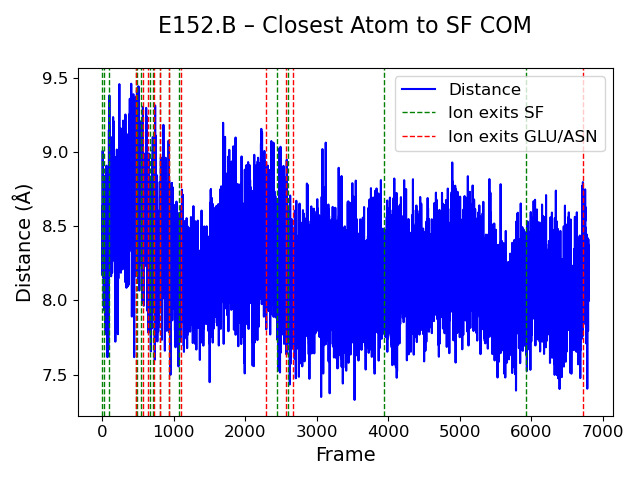 E152.B – Closest Atom to SF COM
Distance
Ion exits SF
Ion exits GLU/ASN
9.5
9.0
8.5
8.0
7.5
Distance (Å)
0 1000 2000 3000 4000 5000 6000 7000
Frame